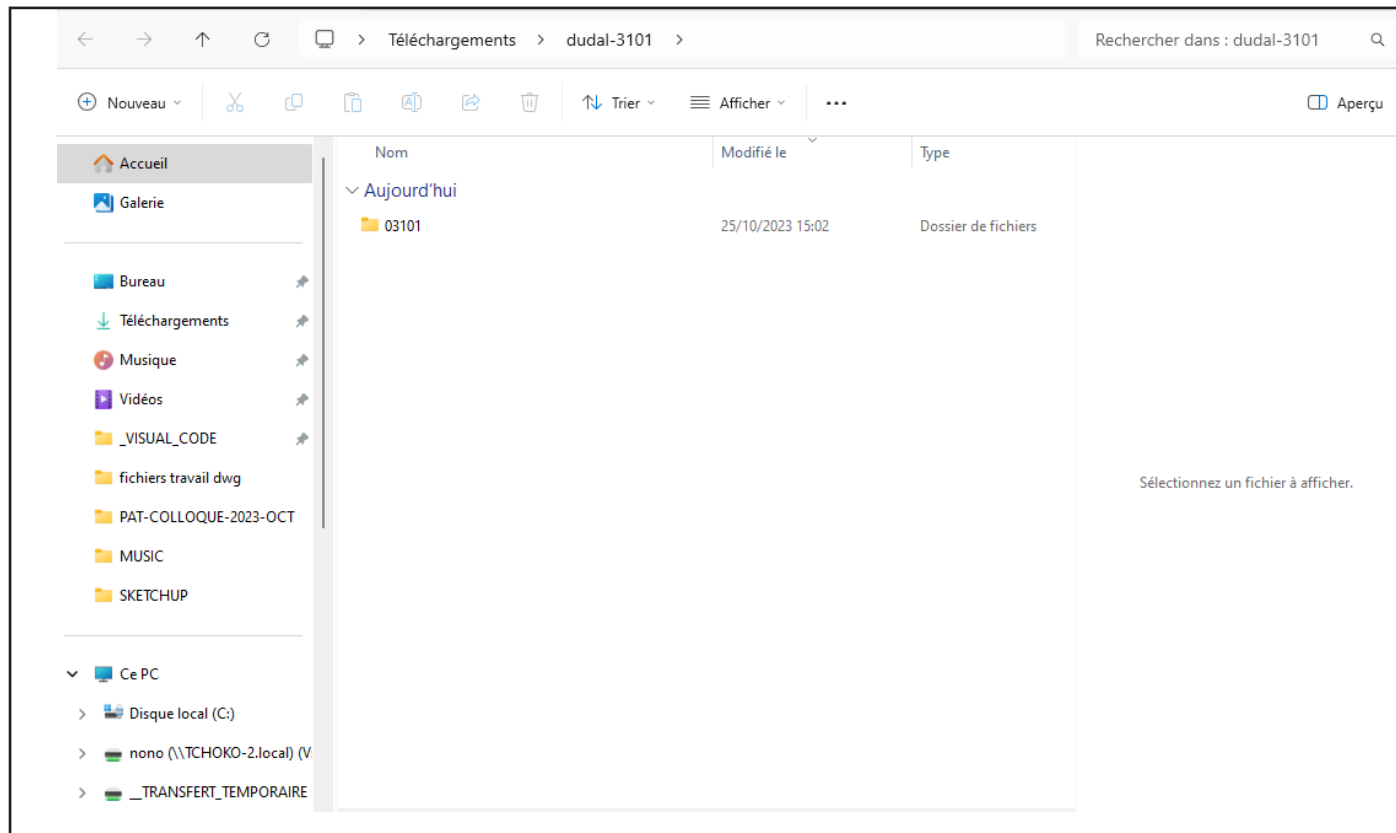 Téléchargements > dudal-3101 >
Rechercher dans : dudal-3101
Nouveau
Trier
Afficher
Aperçu
Accueil
Galerie
Bureau
Téléchargements
Musique
Vidéos
_VISUAL_CODE
fichiers travail dwg
PAT-COLLOQUE-2023-OCT
MUSIC
SKETCHUP
Ce PC
Disque local (C:)
nono (\\TCHOKO-2.local) (V:
__TRANSFERT_TEMPORAIRE
Nom Modifié le Type
Aujourd'hui
03101 25/10/2023 15:02 Dossier de fichiers
Sélectionnez un fichier à afficher.